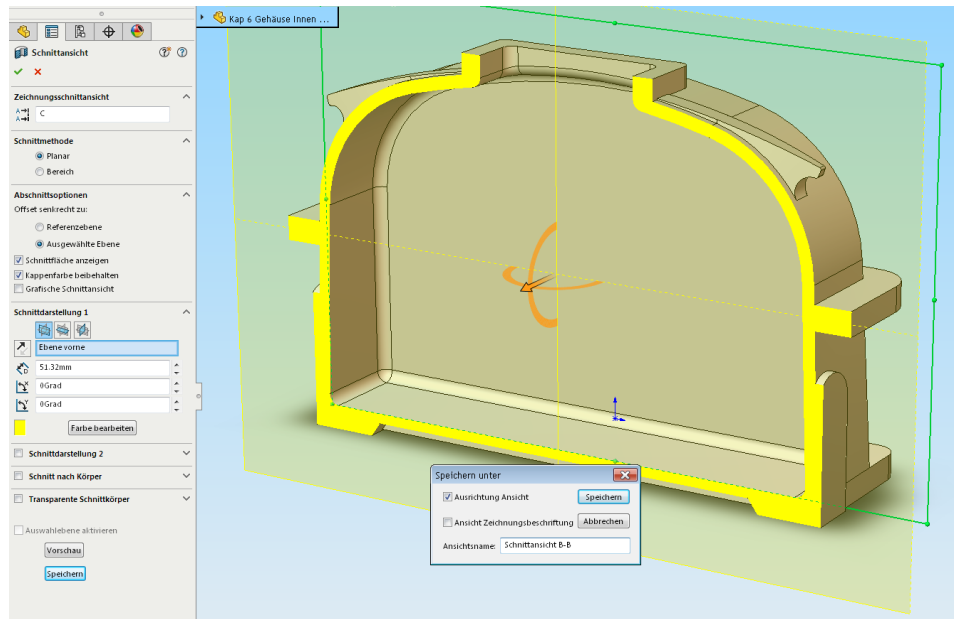 Kap 6 Gehäuse Innen ...
Schnittansicht
Zeichnungsschnittansicht
C
Schnittmethode
Planar
Bereich
Abschnittsoptionen
Offset senkrecht zu:
Referenzebene
Ausgewählte Ebene
Schnittfläche anzeigen
Kappenfarbe beibehalten
Grafische Schnittansicht
Schnittdarstellung 1
Ebene vorne
51.32mm
0Grad
0Grad
Farbe bearbeiten
Schnittdarstellung 2
Schnitt nach Körper
Transparente Schnittkörper
Auswahlebene aktivieren
Vorschau
Speichern
Speichern unter
Ausrichtung Ansicht
Speichern
Ansicht Zeichnungsbeschriftung
Abbrechen
Ansichtsname:
Schnittansicht B-B